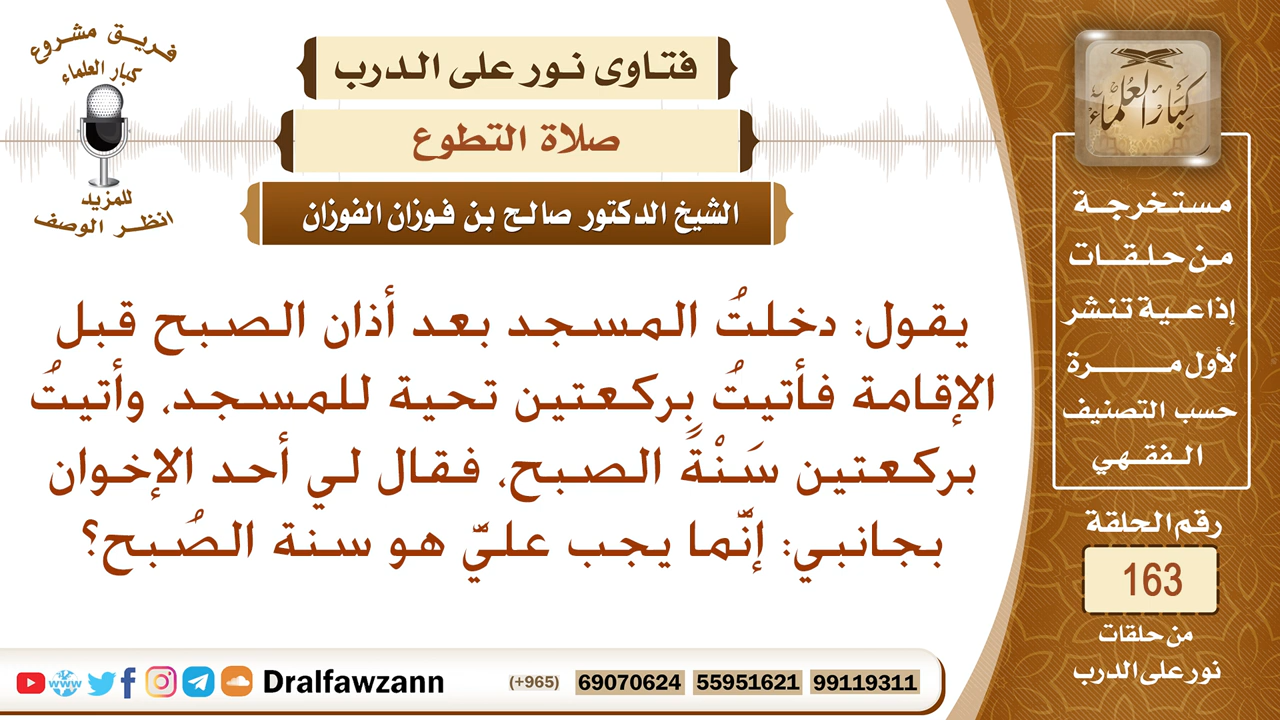 فريق مشروع
كبار العلماء
للمزيد
انظر الوصف
فتاوى نور على الدرب
صلاة التطوع
الشيخ الدكتور صالح بن فوزان الفوزان
يقول: دخلتُ المسجد بعد أذان الصبح قبل
الإقامة فأتيتُ بركعتين تحية للمسجد، وأتيتُ
بركعتين سَنْةًٍ الصبح، فقال لي أحد الإخوان
بجانبي: إنّما يجب عليّ هو سنة الصُبح؟
كبار العُلماء
مستخرجة
من حلقات
إذاعية تنشر
لأول مرة
حسب التصنيف
الفقهي
رقم الحلقة
163
من حلقات
نور على الدرب
www
Dralfawzann
(+965) 69070624 55951621 99119311